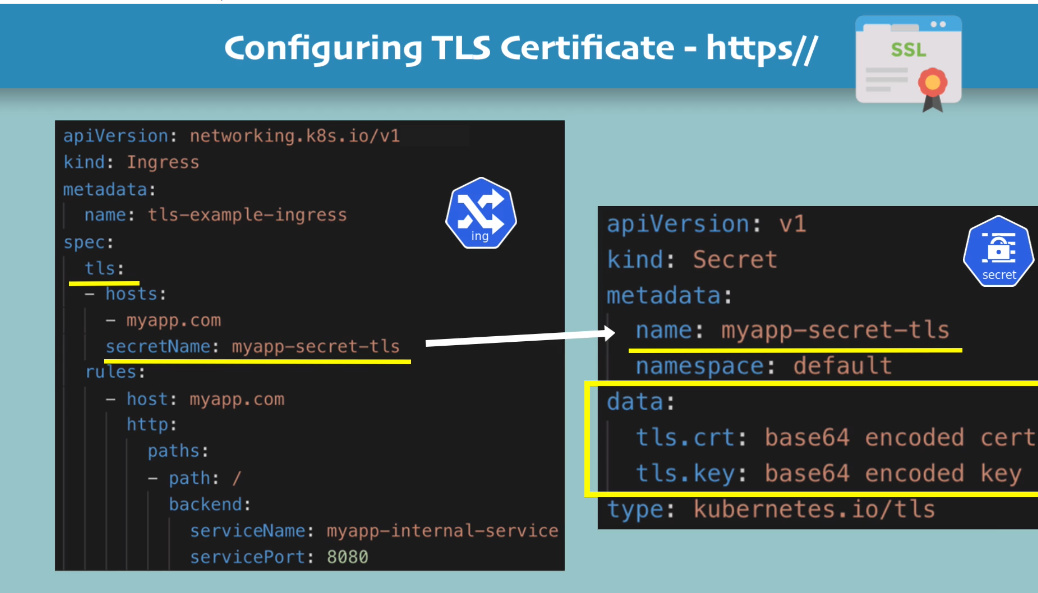 Configuring TLS Certificate - https//
SSL
apiVersion: networking.k8s.io/v1
kind: Ingress
metadata:
name: tls-example-ingress
spec:
tls:
- hosts:
- myapp.com
secretName: myapp-secret-tls
rules:
- host: myapp.com
http:
paths:
- path: /
backend:
serviceName: myapp-internal-service
servicePort: 8080
ing
apiVersion: v1
kind: Secret
metadata:
name: myapp-secret-tls
namespace: default
data:
tls.crt: base64 encoded cert
tls.key: base64 encoded key
type: kubernetes.io/tls
secret